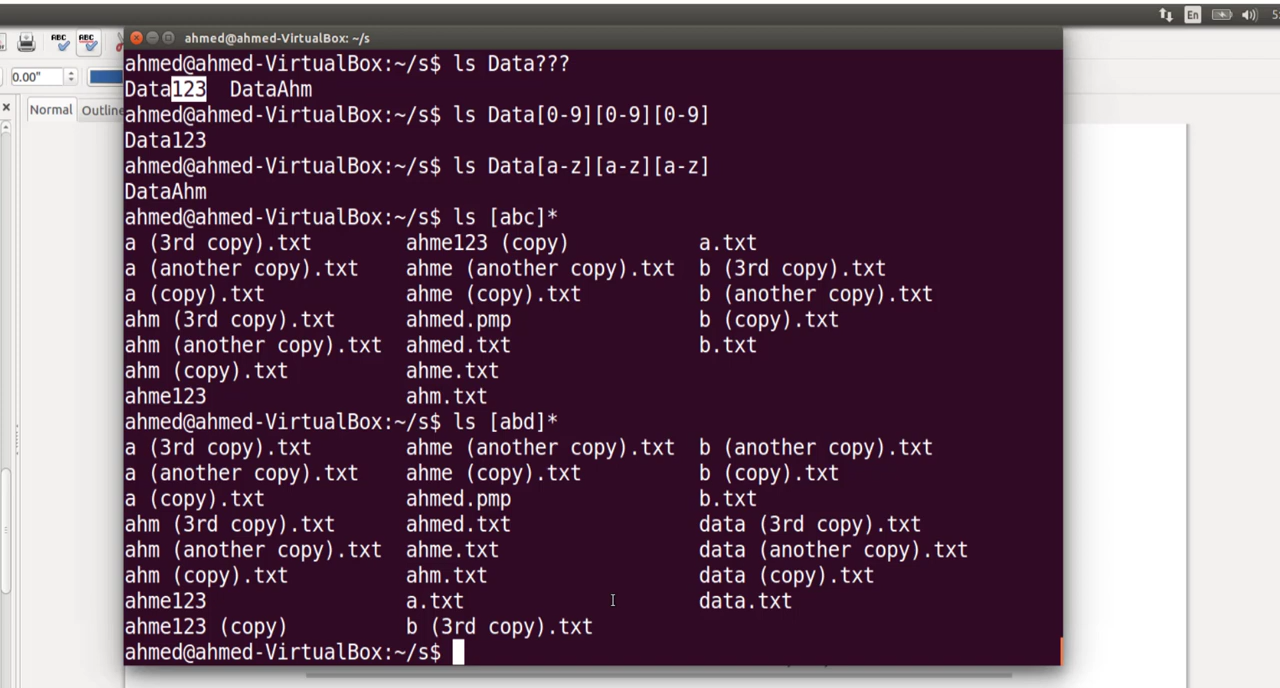 En
5
ABC ABC
0.00"
Normal Outline
ahmed@ahmed-VirtualBox: ~/s
ahmed@ahmed-VirtualBox:~/s$ ls Data???
Data123 DataAhm
ahmed@ahmed-VirtualBox:~/s$ ls Data[0-9][0-9][0-9]
Data123
ahmed@ahmed-VirtualBox:~/s$ ls Data[a-z][a-z][a-z]
DataAhm
ahmed@ahmed-VirtualBox:~/s$ ls [abc]*
a (3rd copy).txt ahme123 (copy) a.txt
a (another copy).txt ahme (another copy).txt b (3rd copy).txt
a (copy).txt ahme (copy).txt b (another copy).txt
ahm (3rd copy).txt ahmed.pmp b (copy).txt
ahm (another copy).txt ahmed.txt b.txt
ahm (copy).txt ahme.txt
ahme123 ahm.txt
ahmed@ahmed-VirtualBox:~/s$ ls [abd]*
a (3rd copy).txt ahme (another copy).txt b (another copy).txt
a (another copy).txt ahme (copy).txt b (copy).txt
a (copy).txt ahmed.pmp b.txt
ahm (3rd copy).txt ahmed.txt data (3rd copy).txt
ahm (another copy).txt ahme.txt data (another copy).txt
ahm (copy).txt ahm.txt data (copy).txt
ahme123 a.txt data.txt
ahme123 (copy) b (3rd copy).txt
ahmed@ahmed-VirtualBox:~/s$